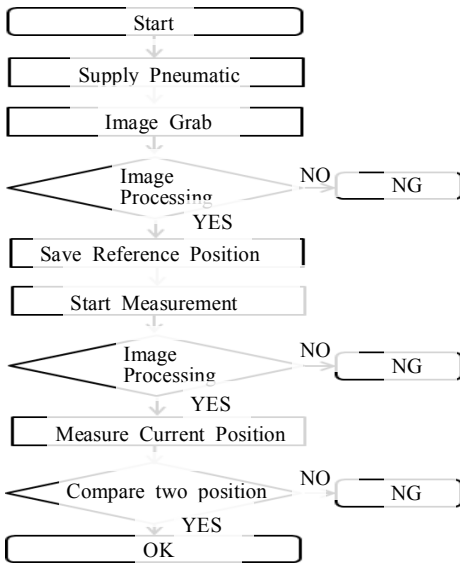 Start
Supply Pneumatic
Image Grab
Image
Processing
NO
NG
YES
Save Reference Position
Start Measurement
Image
Processing
NO
NG
YES
Measure Current Position
Compare two position
NO
NG
YES
OK